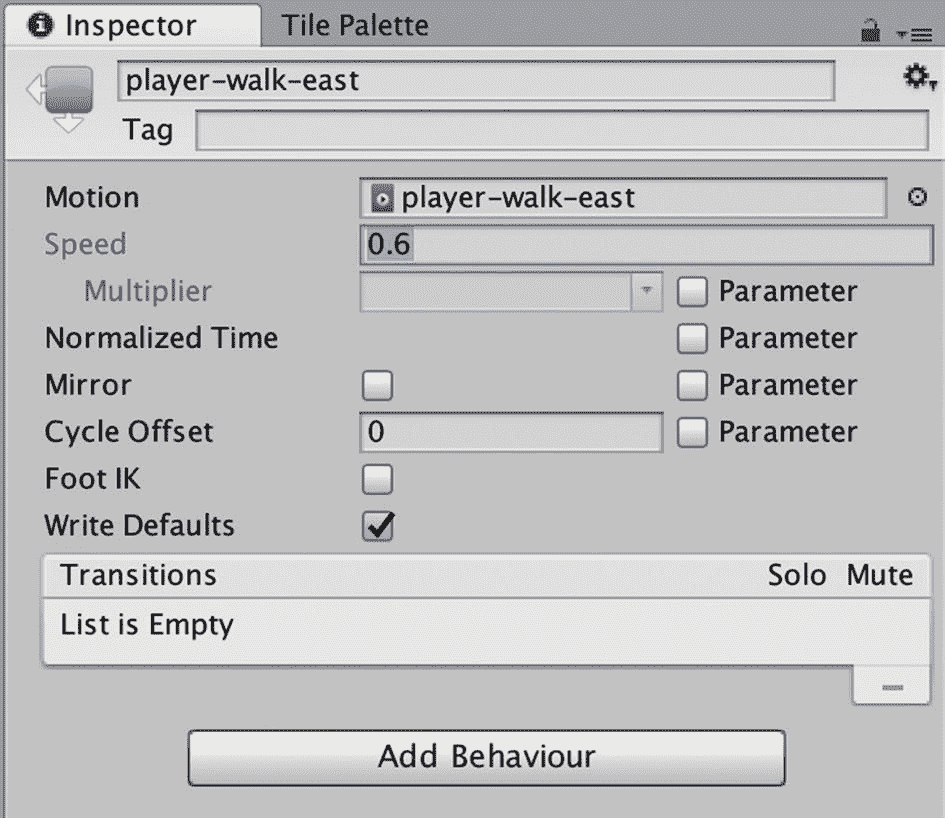 Inspector Tile Palette
player-walk-east
Tag
Motion player-walk-east
Speed 0.6
Multiplier Parameter
Normalized Time Parameter
Mirror Parameter
Cycle Offset 0 Parameter
Foot IK
Write Defaults
Transitions Solo Mute
List is Empty
Add Behaviour